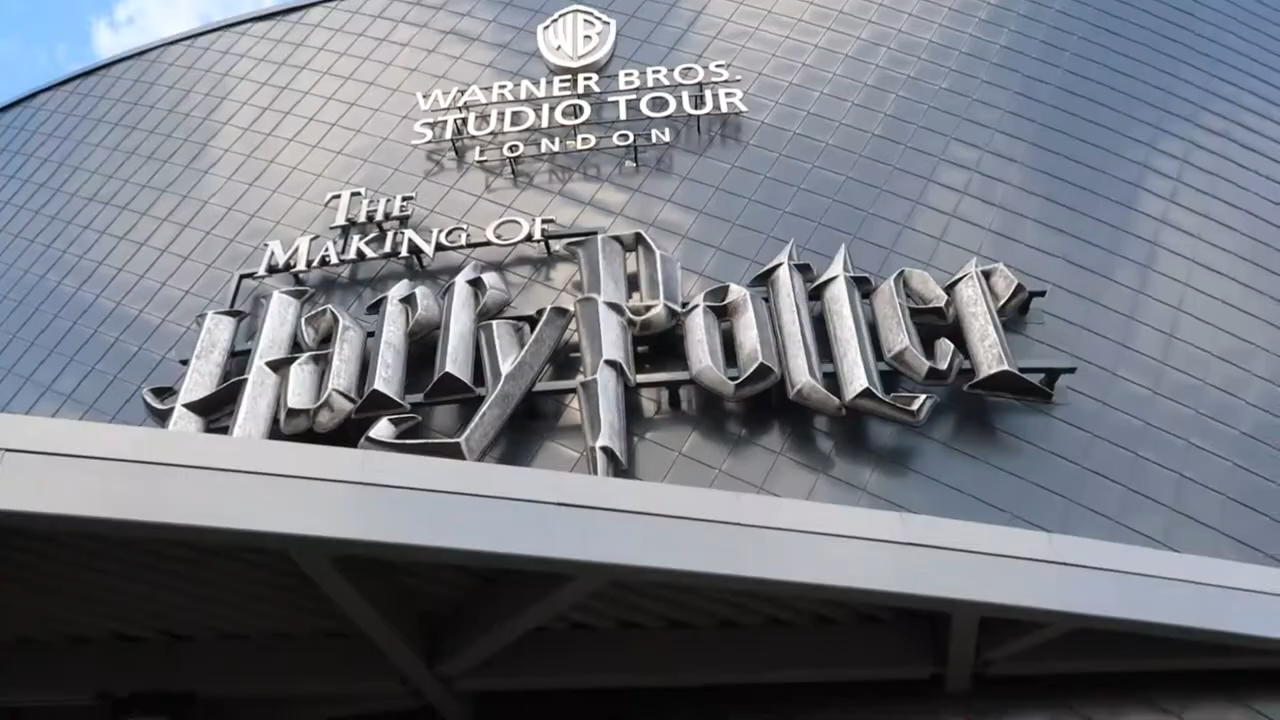 WB
WARNER BROS.
STUDIO TOUR
LONDON
THE
MAKING OF
Harry Potter